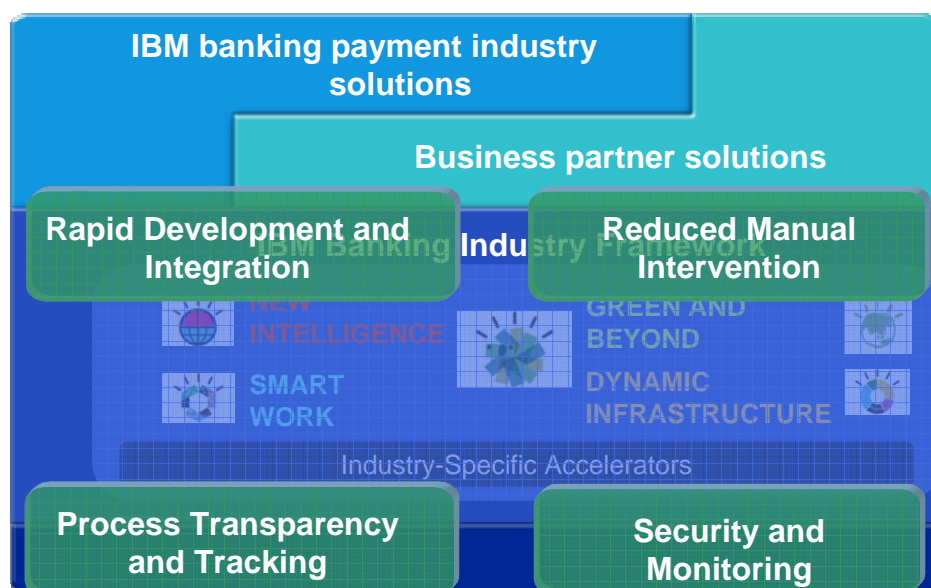 IBM banking payment industry
solutions
Business partner solutions
Rapid Development and
Integration
Reduced Manual
Intervention
IBM Banking Industry Framework
NEW
INTELLIGENCE
GREEN AND
BEYOND
SMART
WORK
DYNAMIC
INFRASTRUCTURE
Industry-Specific Accelerators
Process Transparency
and Tracking
Security and
Monitoring